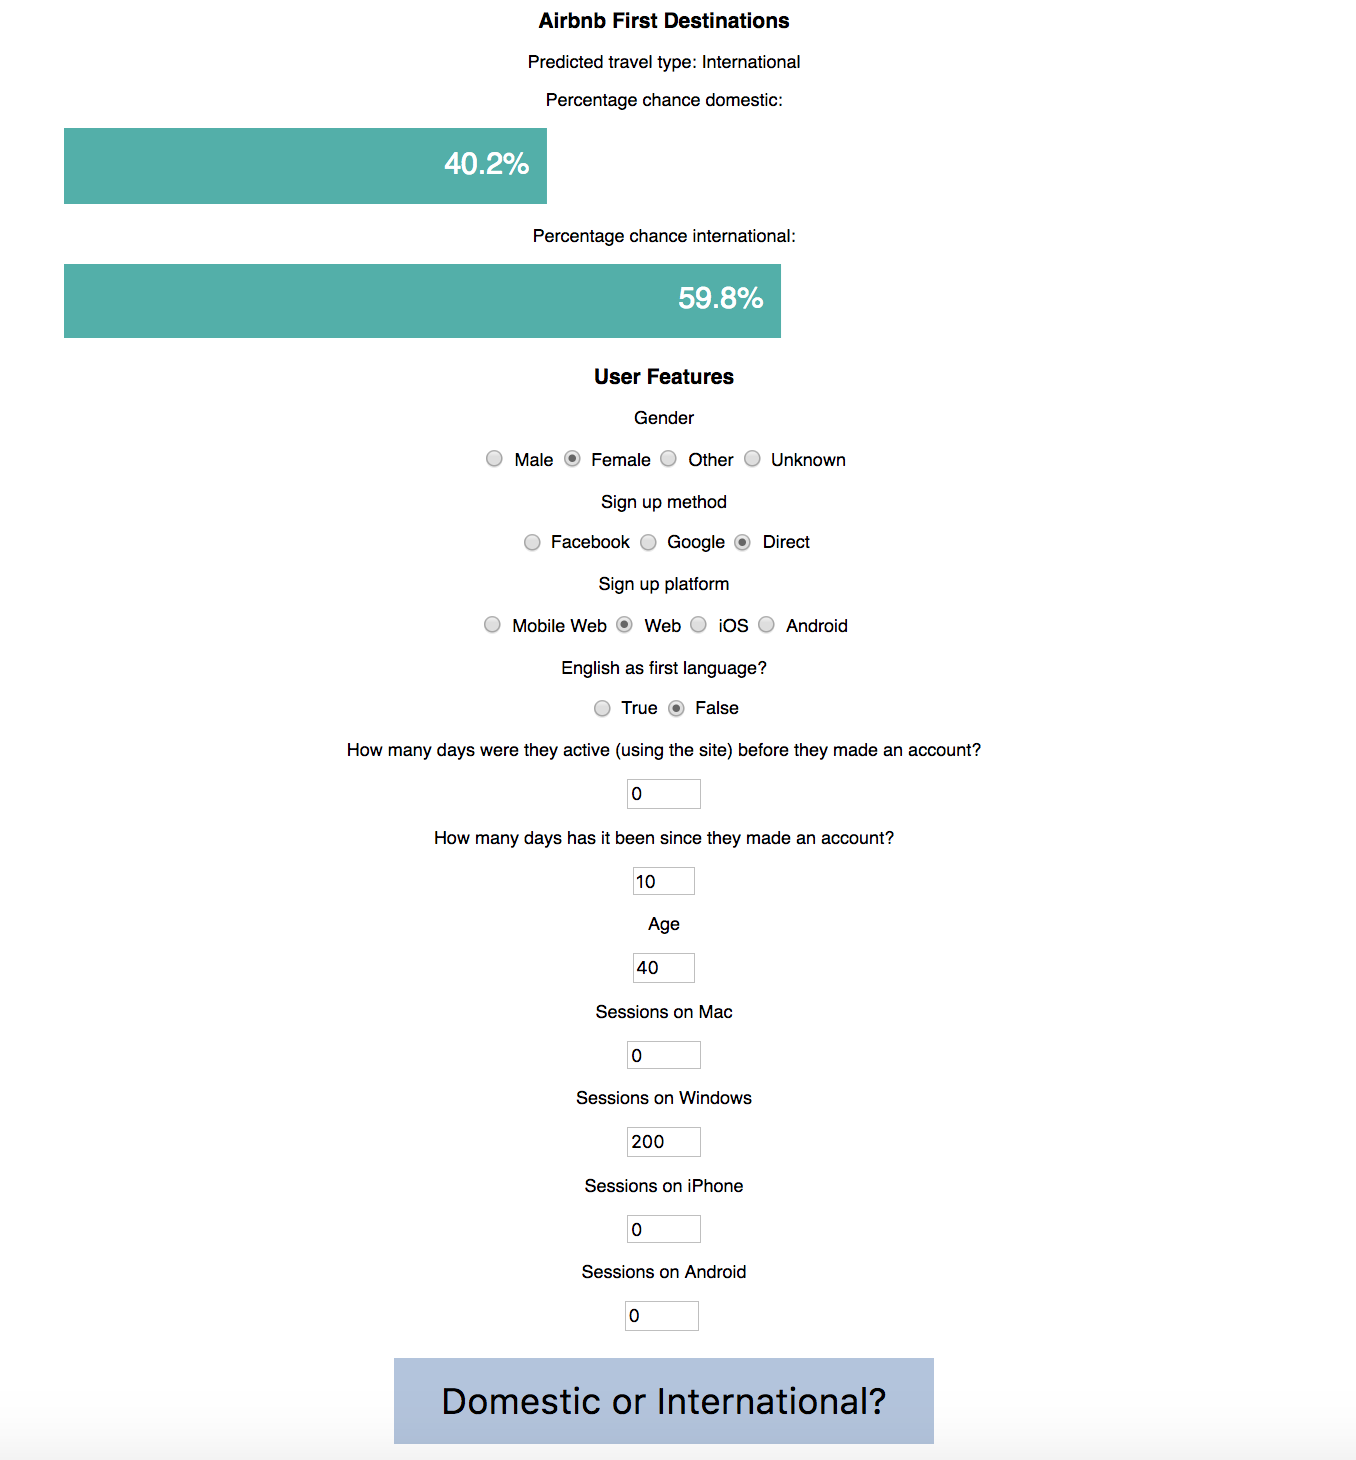 Airbnb First Destinations
Predicted travel type: International
Percentage chance domestic:
40.2%
Percentage chance international:
59.8%
User Features
Gender
Male Female Other Unknown
Sign up method
Facebook Google Direct
Sign up platform
Mobile Web Web iOS Android
English as first language?
True False
How many days were they active (using the site) before they made an account?
0
How many days has it been since they made an account?
10
Age
40
Sessions on Mac
0
Sessions on Windows
200
Sessions on iPhone
0
Sessions on Android
0
Domestic or International?